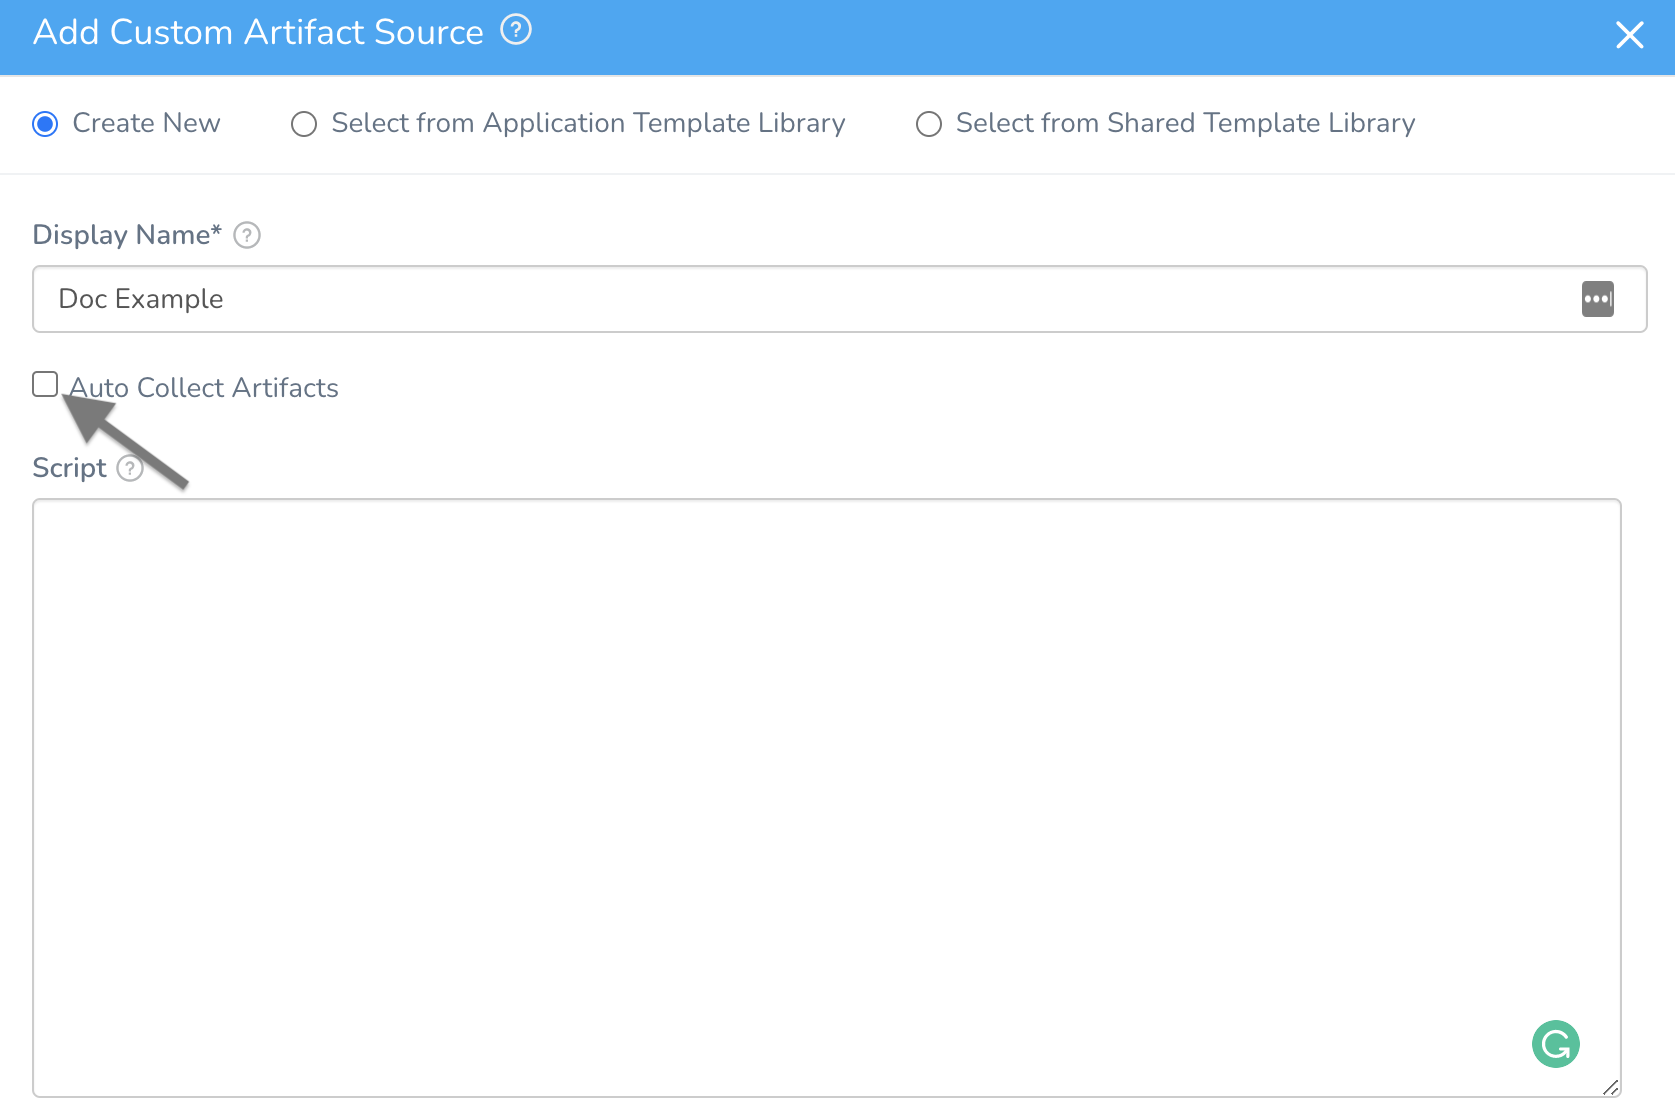 Add Custom Artifact Source ?
Create New Select from Application Template Library Select from Shared Template Library
Display Name* ?
Doc Example
Auto Collect Artifacts
Script ?